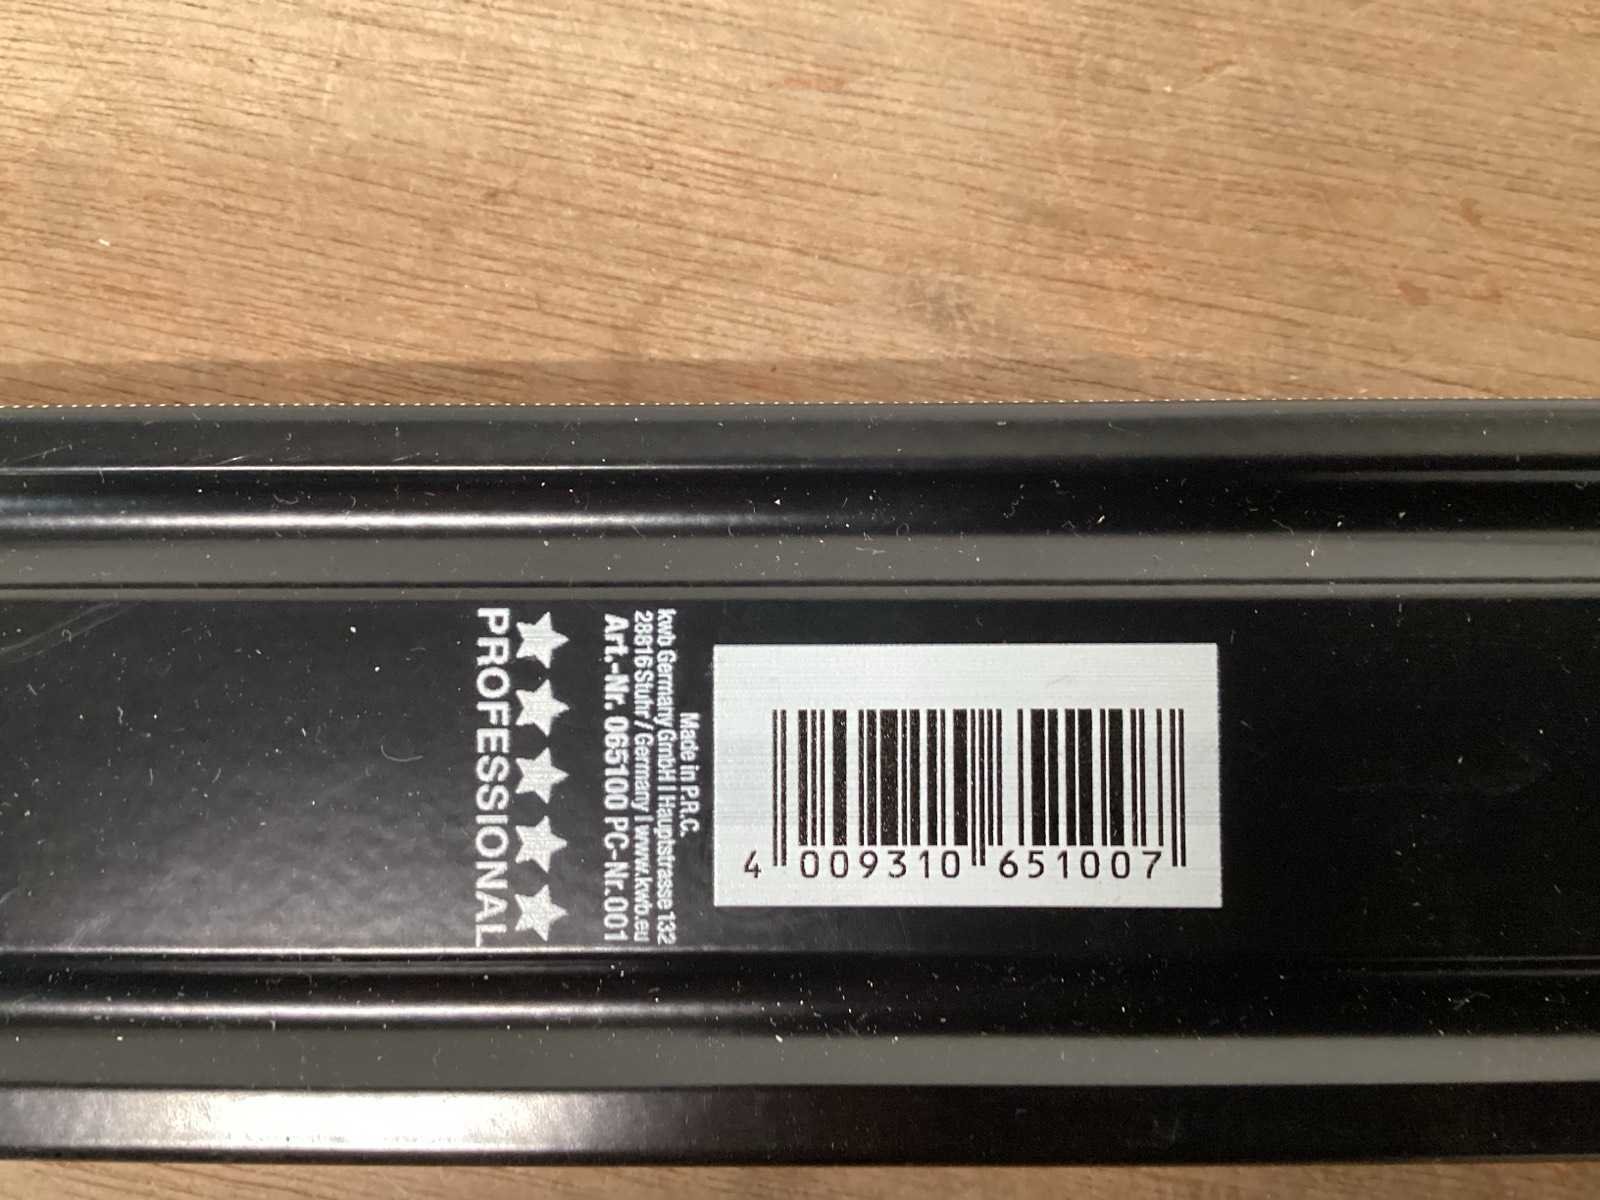 Made in P.R.C.
kwb Germany GmbH | Hauptstrasse 132
28816 Stuhr / Germany | www.kwb.eu
Art.-Nr. 065100 PC-Nr.001
PROFESSIONAL
4 009310 651007